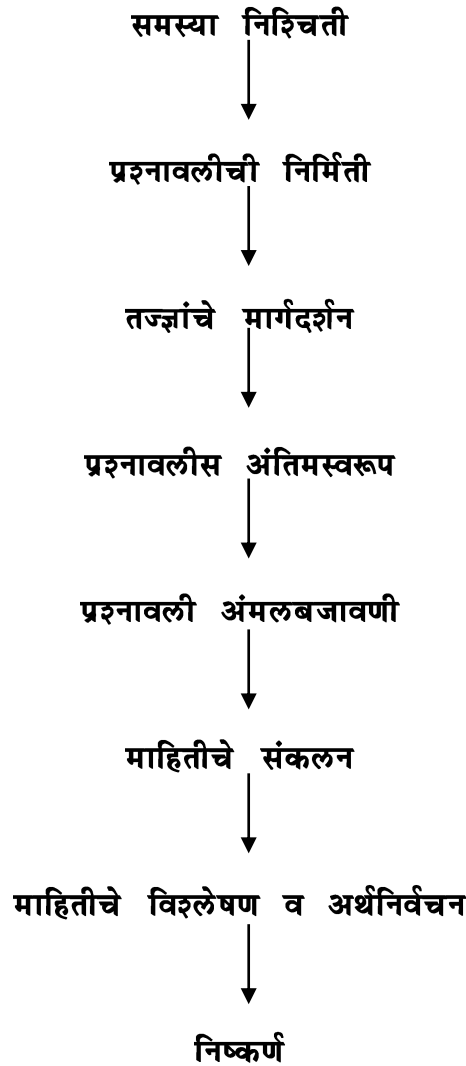 समस्या निश्चिती
प्रश्नावलीची निर्मिती
तज्ज्ञांचे मार्गदर्शन
प्रश्नावलीस अंतिमस्वरूप
प्रश्नावली अंमलबजावणी
माहितीचे संकलन
माहितीचे विश्लेषण व अर्थनिर्वचन
निष्कर्ण